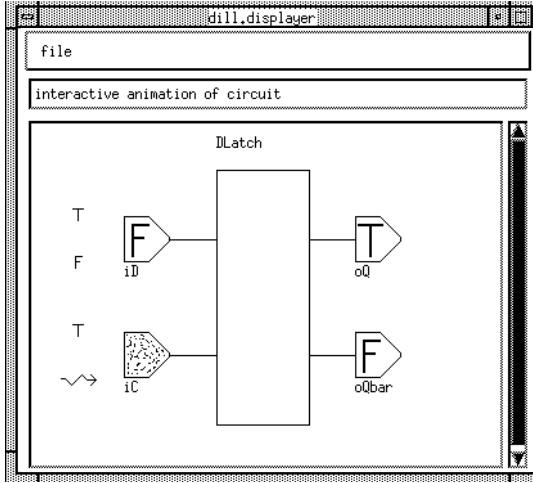 dill.displayer
file
interactive animation of circuit
DLatch
T
F
T
iD
oQ
F
T
F
iC
oQbar